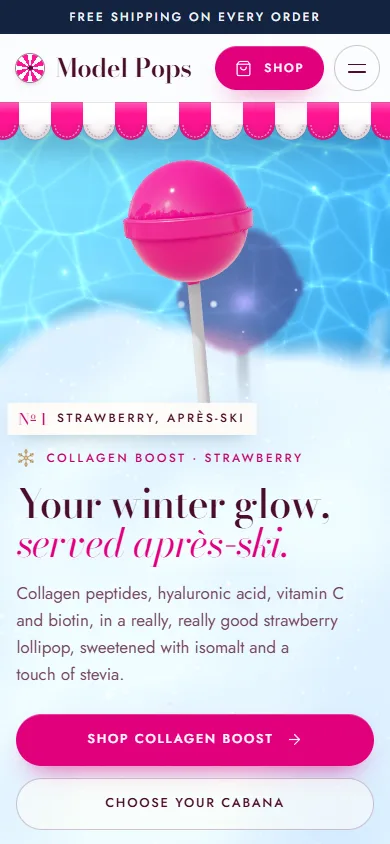 FREE SHIPPING ON EVERY ORDER
Model Pops
SHOP
Nº 1 STRAWBERRY, APRÈS-SKI
COLLAGEN BOOST · STRAWBERRY
Your winter glow,
served après-ski.
Collagen peptides, hyaluronic acid, vitamin C
and biotin, in a really, really good strawberry
lollipop, sweetened with isomalt and a
touch of stevia.
SHOP COLLAGEN BOOST →
CHOOSE YOUR CABANA